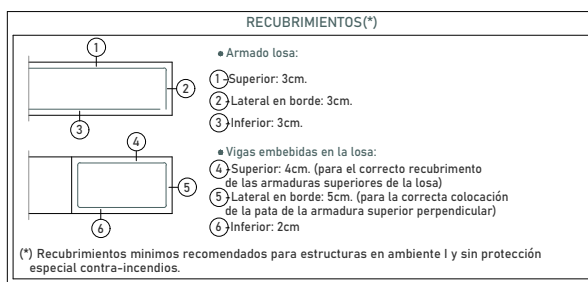 RECUBRIMIENTOS(*)
1
2
3
• Armado losa:
1 Superior: 3cm.
2 Lateral en borde: 3cm.
3 Inferior: 3cm.
4
5
6
• Vigas embebidas en la losa:
4 Superior: 4cm. (para el correcto recubrimento
de las armaduras superiores de la losa)
5 Lateral en borde: 5cm. (para la correcta colocación
de la pata de la armadura superior perpendicular)
6 Inferior: 2cm
(*) Recubrimientos minimos recomendados para estructuras en ambiente I y sin protección
especial contra-incendios.